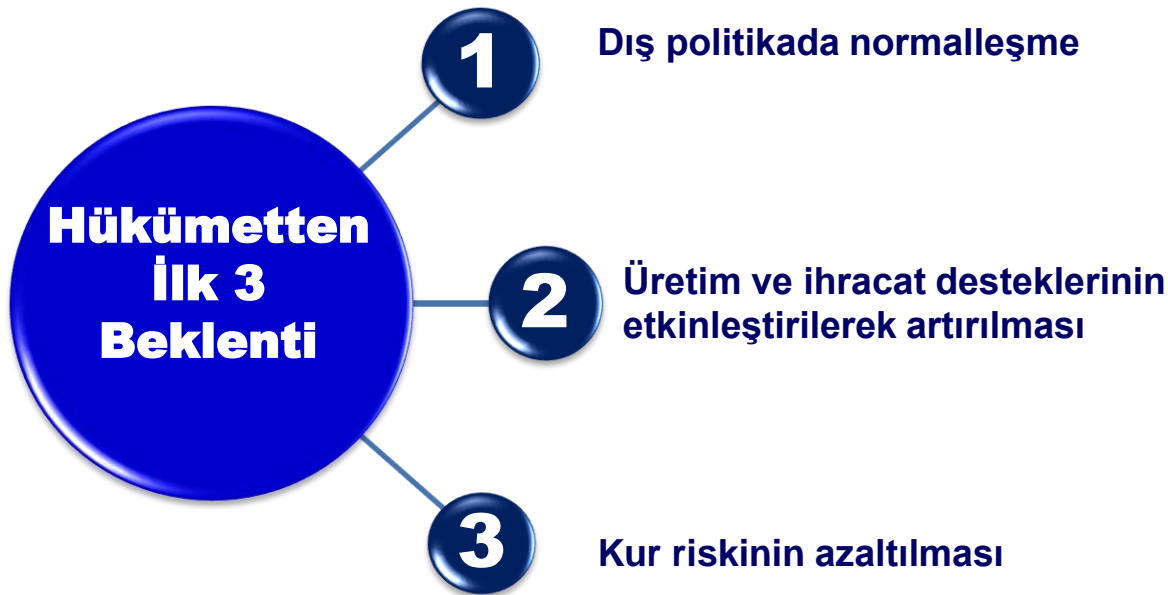 Hükümetten
İlk 3
Beklenti
1
Dış politikada normalleşme
2
Üretim ve ihracat desteklerinin
etkinleştirilerek artırılması
3
Kur riskinin azaltılması